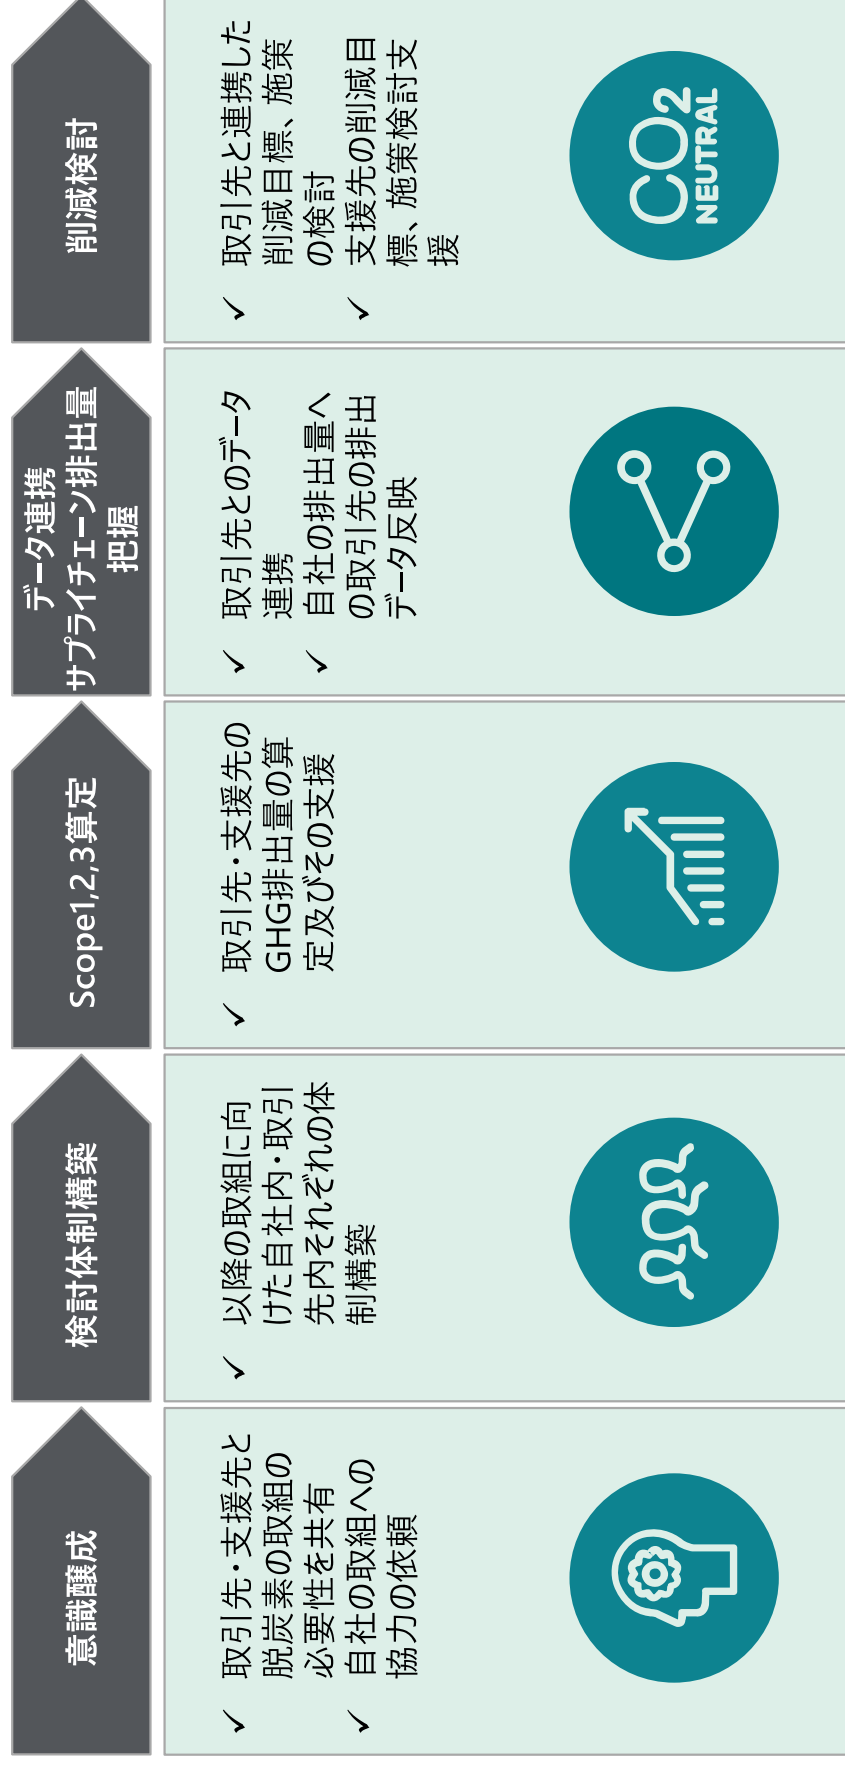 意識醸成
✓ 取引先・支援先と
脱炭素の取組の
必要性を共有
✓ 自社の取組への
協力の依頼
検討体制構築
✓ 以降の取組に向
けた自社内・取引
先内それぞれの体
制構築
Scope1,2,3算定
✓ 取引先・支援先の
GHG排出量の算
定及びその支援
データ連携
サプライチェーン排出量
把握
✓ 取引先とのデータ
連携
✓ 自社の排出量へ
の取引先の排出
データ反映
削減検討
✓ 取引先と連携した
削減目標、施策
の検討
✓ 支援先の削減目
標、施策検討支
援
CO2
NEUTRAL